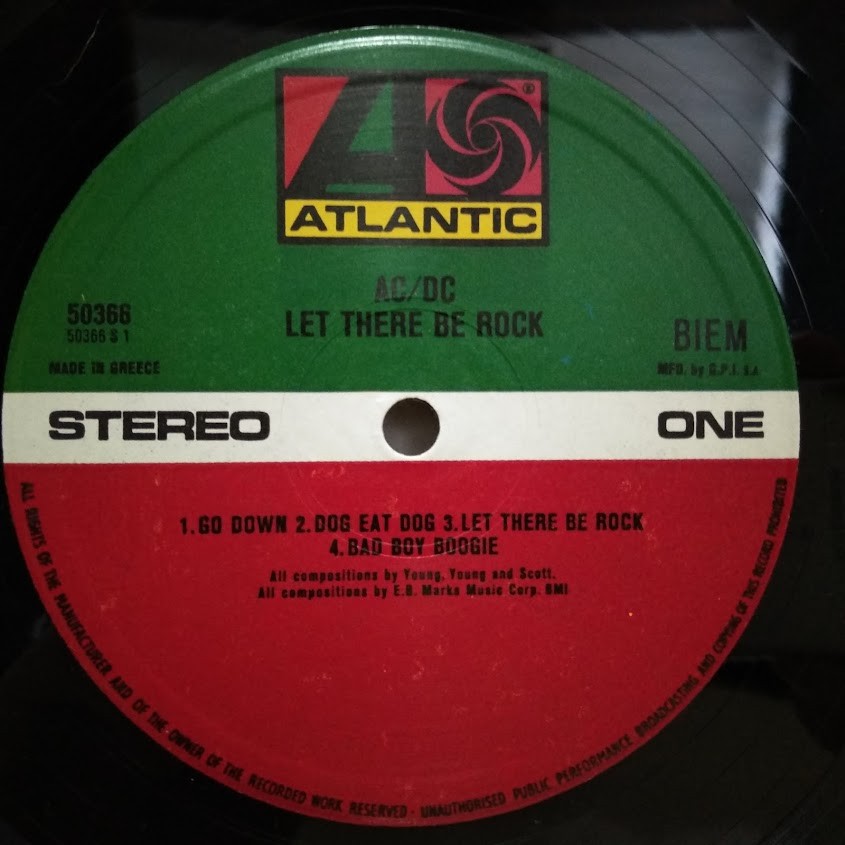 ®
ATLANTIC
AC/DC
LET THERE BE ROCK
50366
50366 S 1
BIEM
MADE IN GREECE
MFD. by G.P.I. S.A
STEREO
ONE
1.GO DOWN 2.DOG EAT DOG 3.LET THERE BE ROCK
4.BAD BOY BOOGIE
All compositions by Young, Young and Scott.
All compositions by E.B. Marks Music Corp. BMI
ALL RIGHTS OF THE MANUFACTURER AND OF THE OWNER OF THE RECORDED WORK RESERVED · UNAUTHORISED PUBLIC PERFORMANCE BROADCASTING AND COPYING OF THIS RECORD PROHIBITED